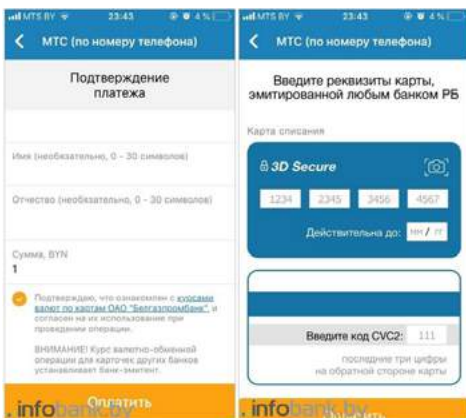 MTS BY 23:43 4 %
МТС (по номеру телефона)
Подтверждение
платежа
Имя (необязательно, 0 - 30 символов)
Отчество (необязательно, 0 - 30 символов)
Сумма, BYN
1
Подтверждаю, что ознакомлен с курсами
валют по картам ОАО "Белгазпромбанк", и
согласен на их использование при
проведении операции.
ВНИМАНИЕ! Курс валютно-обменной
операции для карточек других банков
устанавливает банк-эмитент.
Оплатить
infobank.by
MTS BY 23:43 4 %
МТС (по номеру телефона)
Введите реквизиты карты,
эмитированной любым банком РБ
Карта списания
3D Secure
1234 2345 3456 4567
Действительна до: мм / гг
Введите код CVC2: 111
последние три цифры
на обратной стороне карты
infobank.by